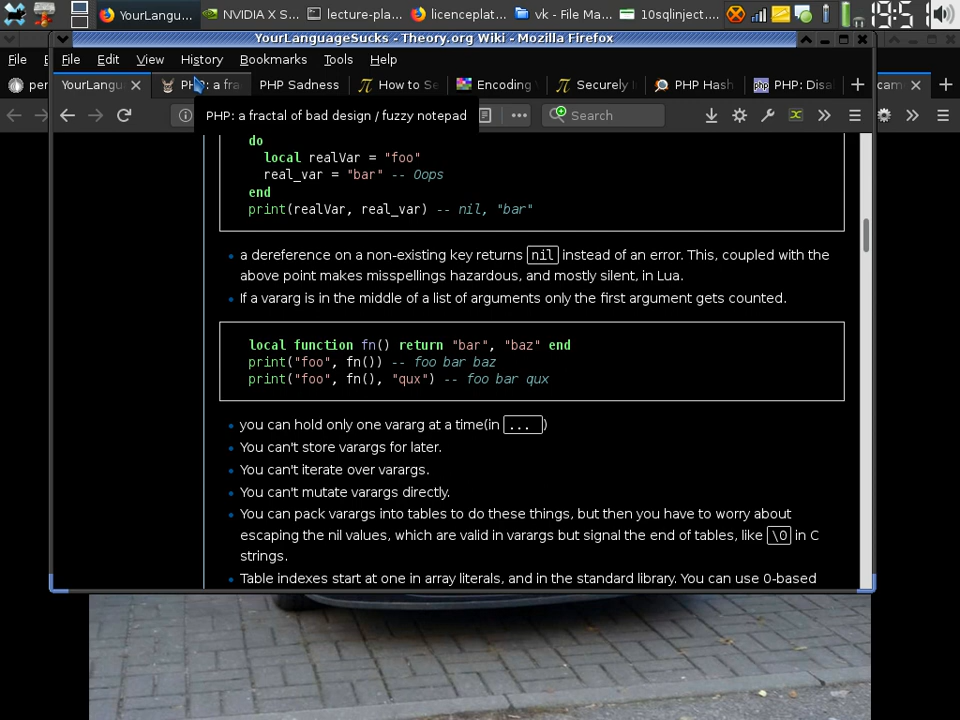 YourLangu...
NVIDIA X S...
lecture-pla...
licenceplat...
vk - File Ma...
10sqlinject....
19:51
YourLanguageSucks - Theory.org Wiki - Mozilla Firefox
File
File Edit View History Bookmarks Tools Help
per
YourLangu
PHP: a fra
PHP Sadness
How to Se
Encoding
Securely
PHP Hash
PHP: Disa
cam
PHP: a fractal of bad design / fuzzy notepad
Search
do
local realVar = "foo"
real_var = "bar" -- Oops
end
print(realVar, real_var) -- nil, "bar"
a dereference on a non-existing key returns nil instead of an error. This, coupled with the
above point makes misspellings hazardous, and mostly silent, in Lua.
If a vararg is in the middle of a list of arguments only the first argument gets counted.
local function fn() return "bar", "baz" end
print("foo", fn()) -- foo bar baz
print("foo", fn(), "qux") -- foo bar qux
you can hold only one vararg at a time(in ... )
You can't store varargs for later.
You can't iterate over varargs.
You can't mutate varargs directly.
You can pack varargs into tables to do these things, but then you have to worry about
escaping the nil values, which are valid in varargs but signal the end of tables, like \0 in C
strings.
Table indexes start at one in array literals, and in the standard library. You can use 0-based